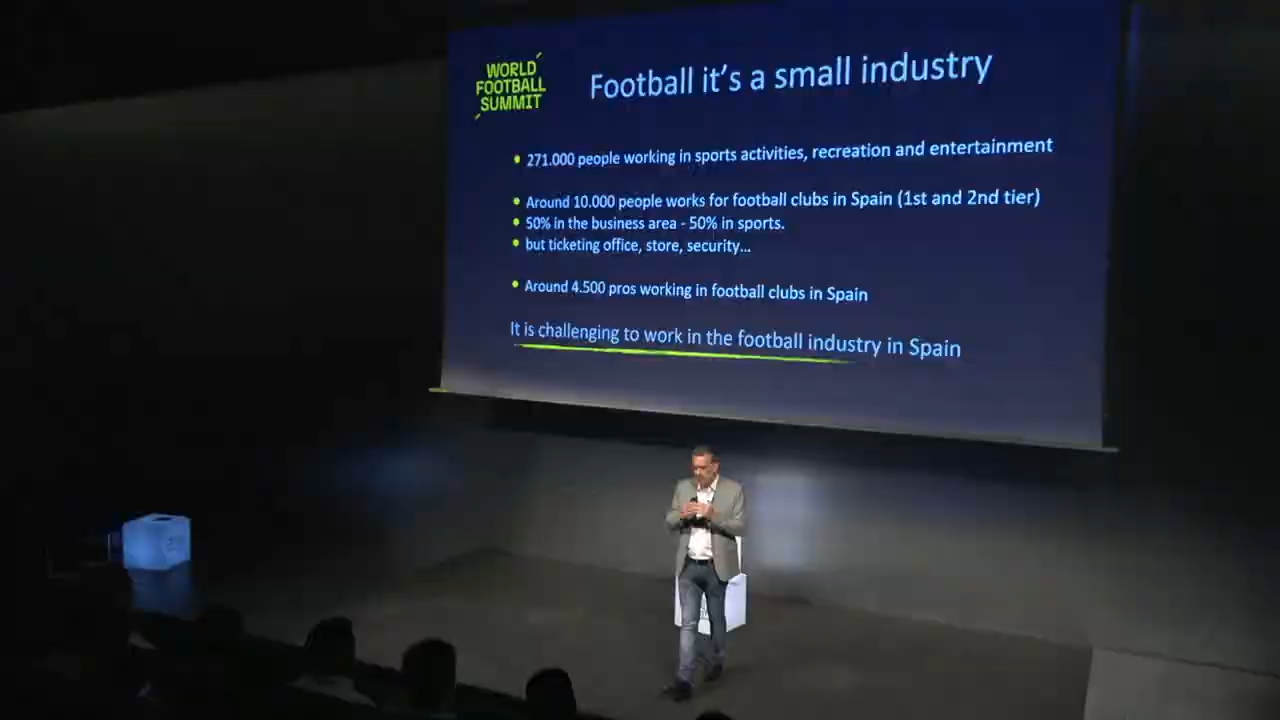 WORLD
FOOTBALL
SUMMIT
Football it's a small industry
271.000 people working in sports activities, recreation and entertainment
Around 10.000 people works for football clubs in Spain (1st and 2nd tier)
50% in the business area - 50% in sports.
but ticketing office, store, security...
Around 4.500 pros working in football clubs in Spain
It is challenging to work in the football industry in Spain